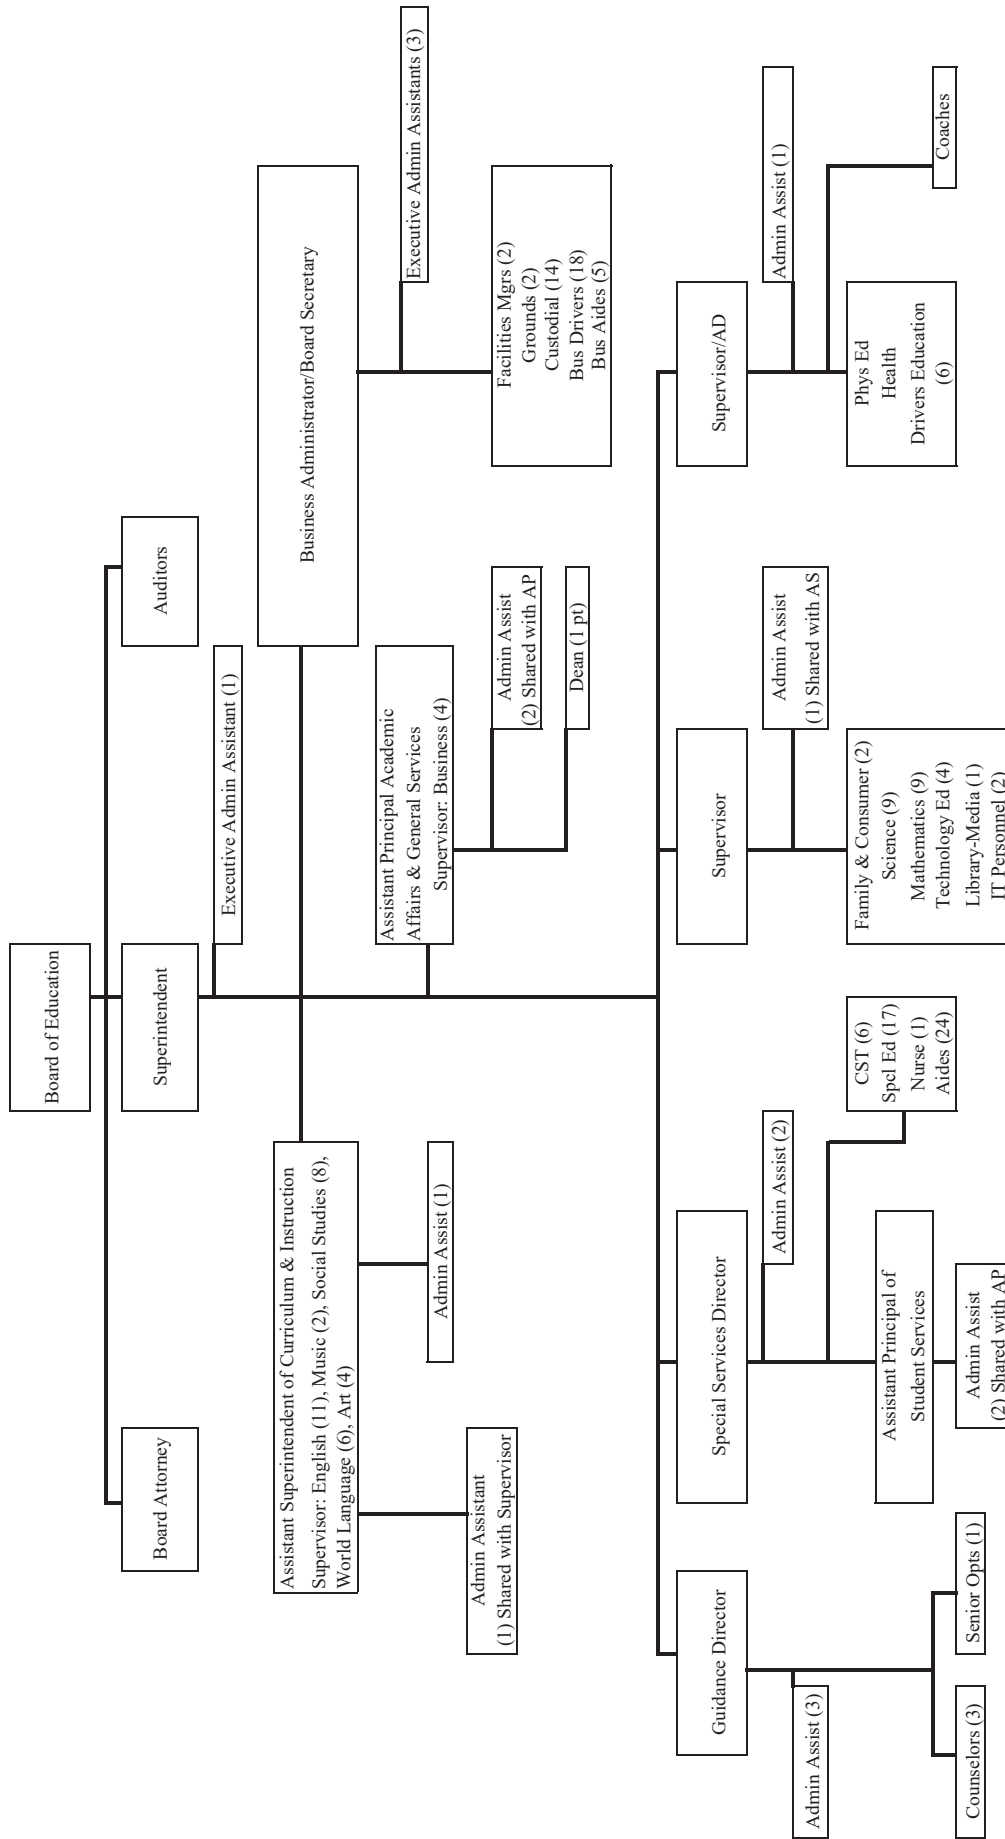 Board of Education
Board Attorney
Superintendent
Auditors
Executive Admin Assistant (1)
Assistant Superintendent of Curriculum & Instruction
Supervisor: English (11), Music (2), Social Studies (8),
World Language (6), Art (4)
Business Administrator/Board Secretary
Admin Assistant
(1) Shared with Supervisor
Admin Assist (1)
Assistant Principal Academic
Affairs & General Services
Supervisor: Business (4)
Executive Admin Assistants (3)
Admin Assist
(2) Shared with AP
Dean (1 pt)
Facilities Mgrs (2)
Grounds (2)
Custodial (14)
Bus Drivers (18)
Bus Aides (5)
Guidance Director
Special Services Director
Supervisor
Supervisor/AD
Admin Assist (3)
Admin Assist (2)
Admin Assist
(1) Shared with AS
Admin Assist (1)
Counselors (3)
Senior Opts (1)
Assistant Principal of
Student Services
Admin Assist
(2) Shared with AP
CST (6)
Spcl Ed (17)
Nurse (1)
Aides (24)
Family & Consumer (2)
Science (9)
Mathematics (9)
Technology Ed (4)
Library-Media (1)
IT Personnel (2)
Phys Ed
Health
Drivers Education
(6)
Coaches